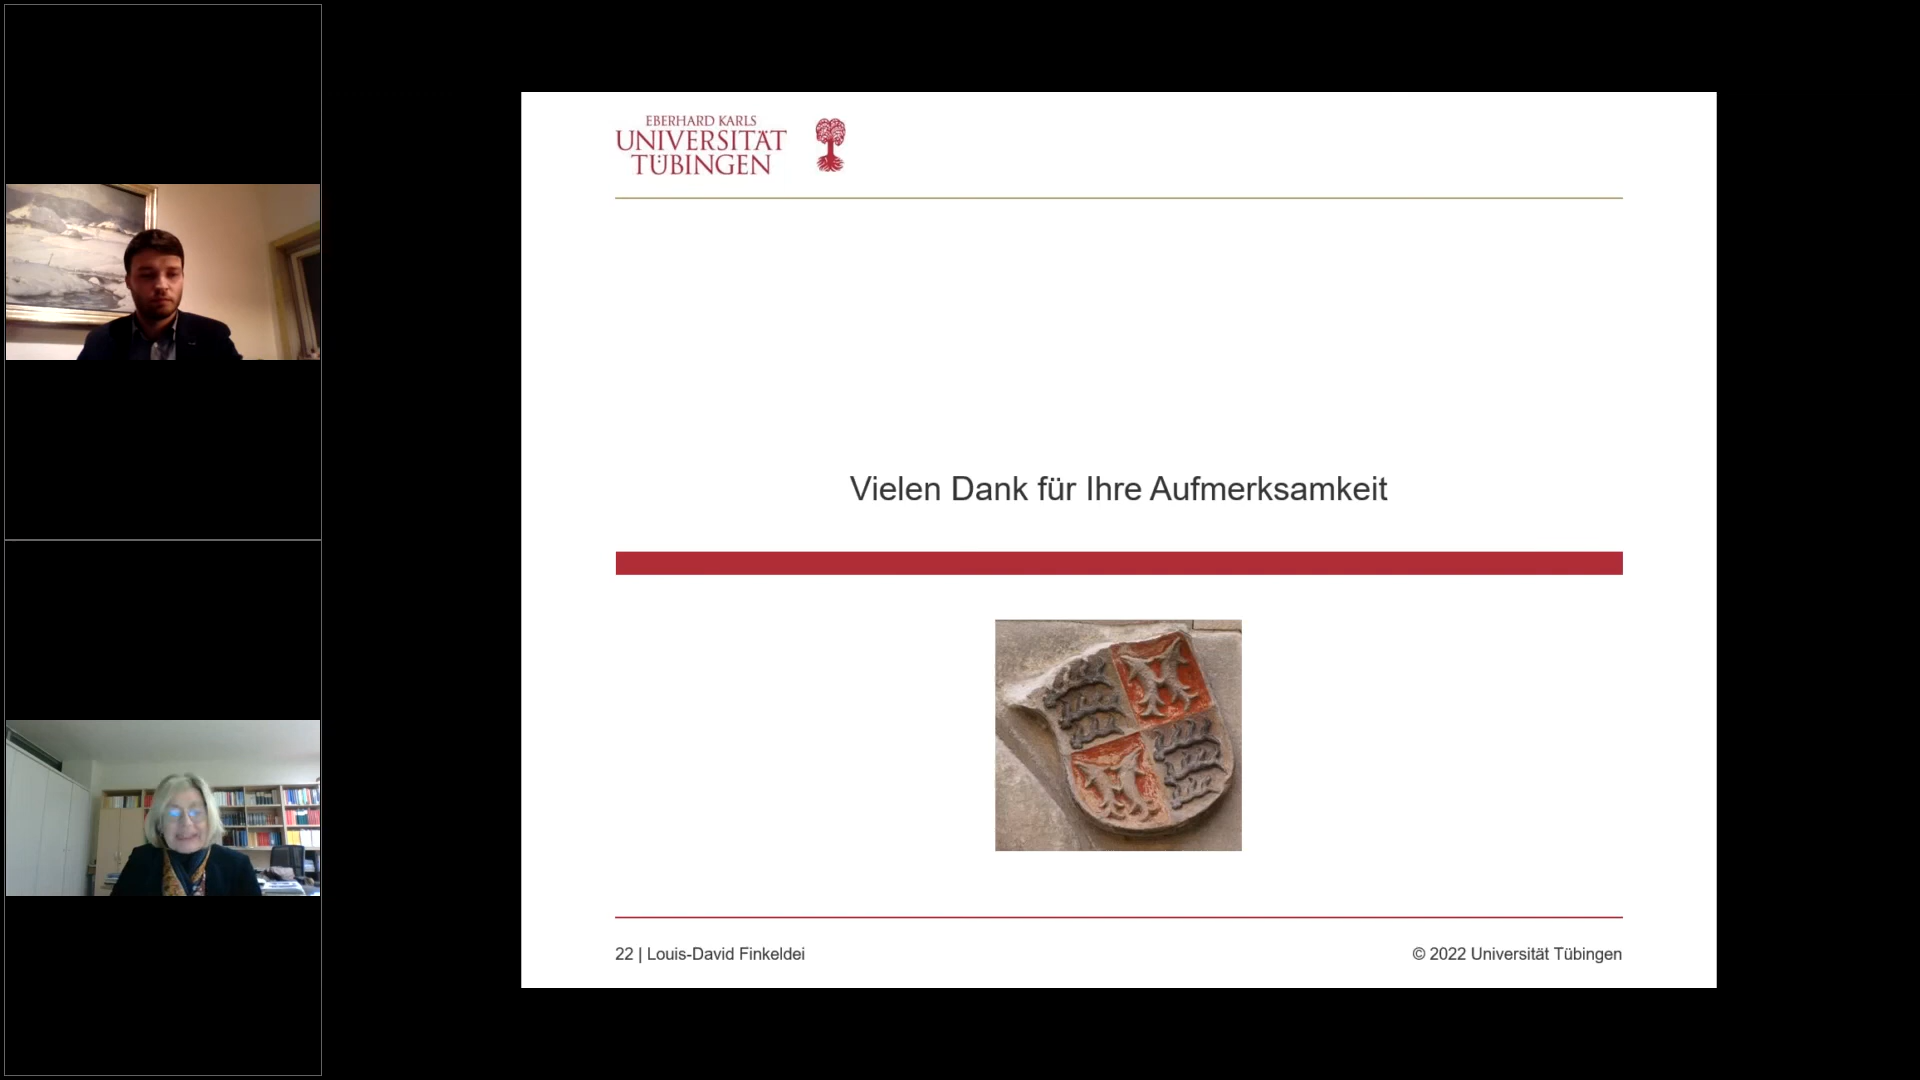 EBERHARD KARLS
UNIVERSITÄT
TÜBINGEN
Vielen Dank für Ihre Aufmerksamkeit
22 | Louis-David Finkeldei
© 2022 Universität Tübingen